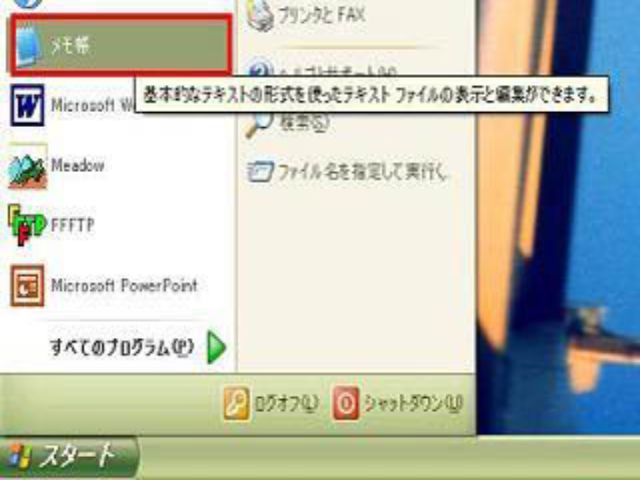 プリンタと FAX
メモ帳
基本的なテキストの形式を使ったテキスト ファイルの表示と編集ができます。
Microsoft W
検索(S)
Meadow
ファイル名を指定して実行(
FFFTP
Microsoft PowerPoint
すべてのプログラム(P)
ログオフ(L)
シャットダウン(U)
スタート